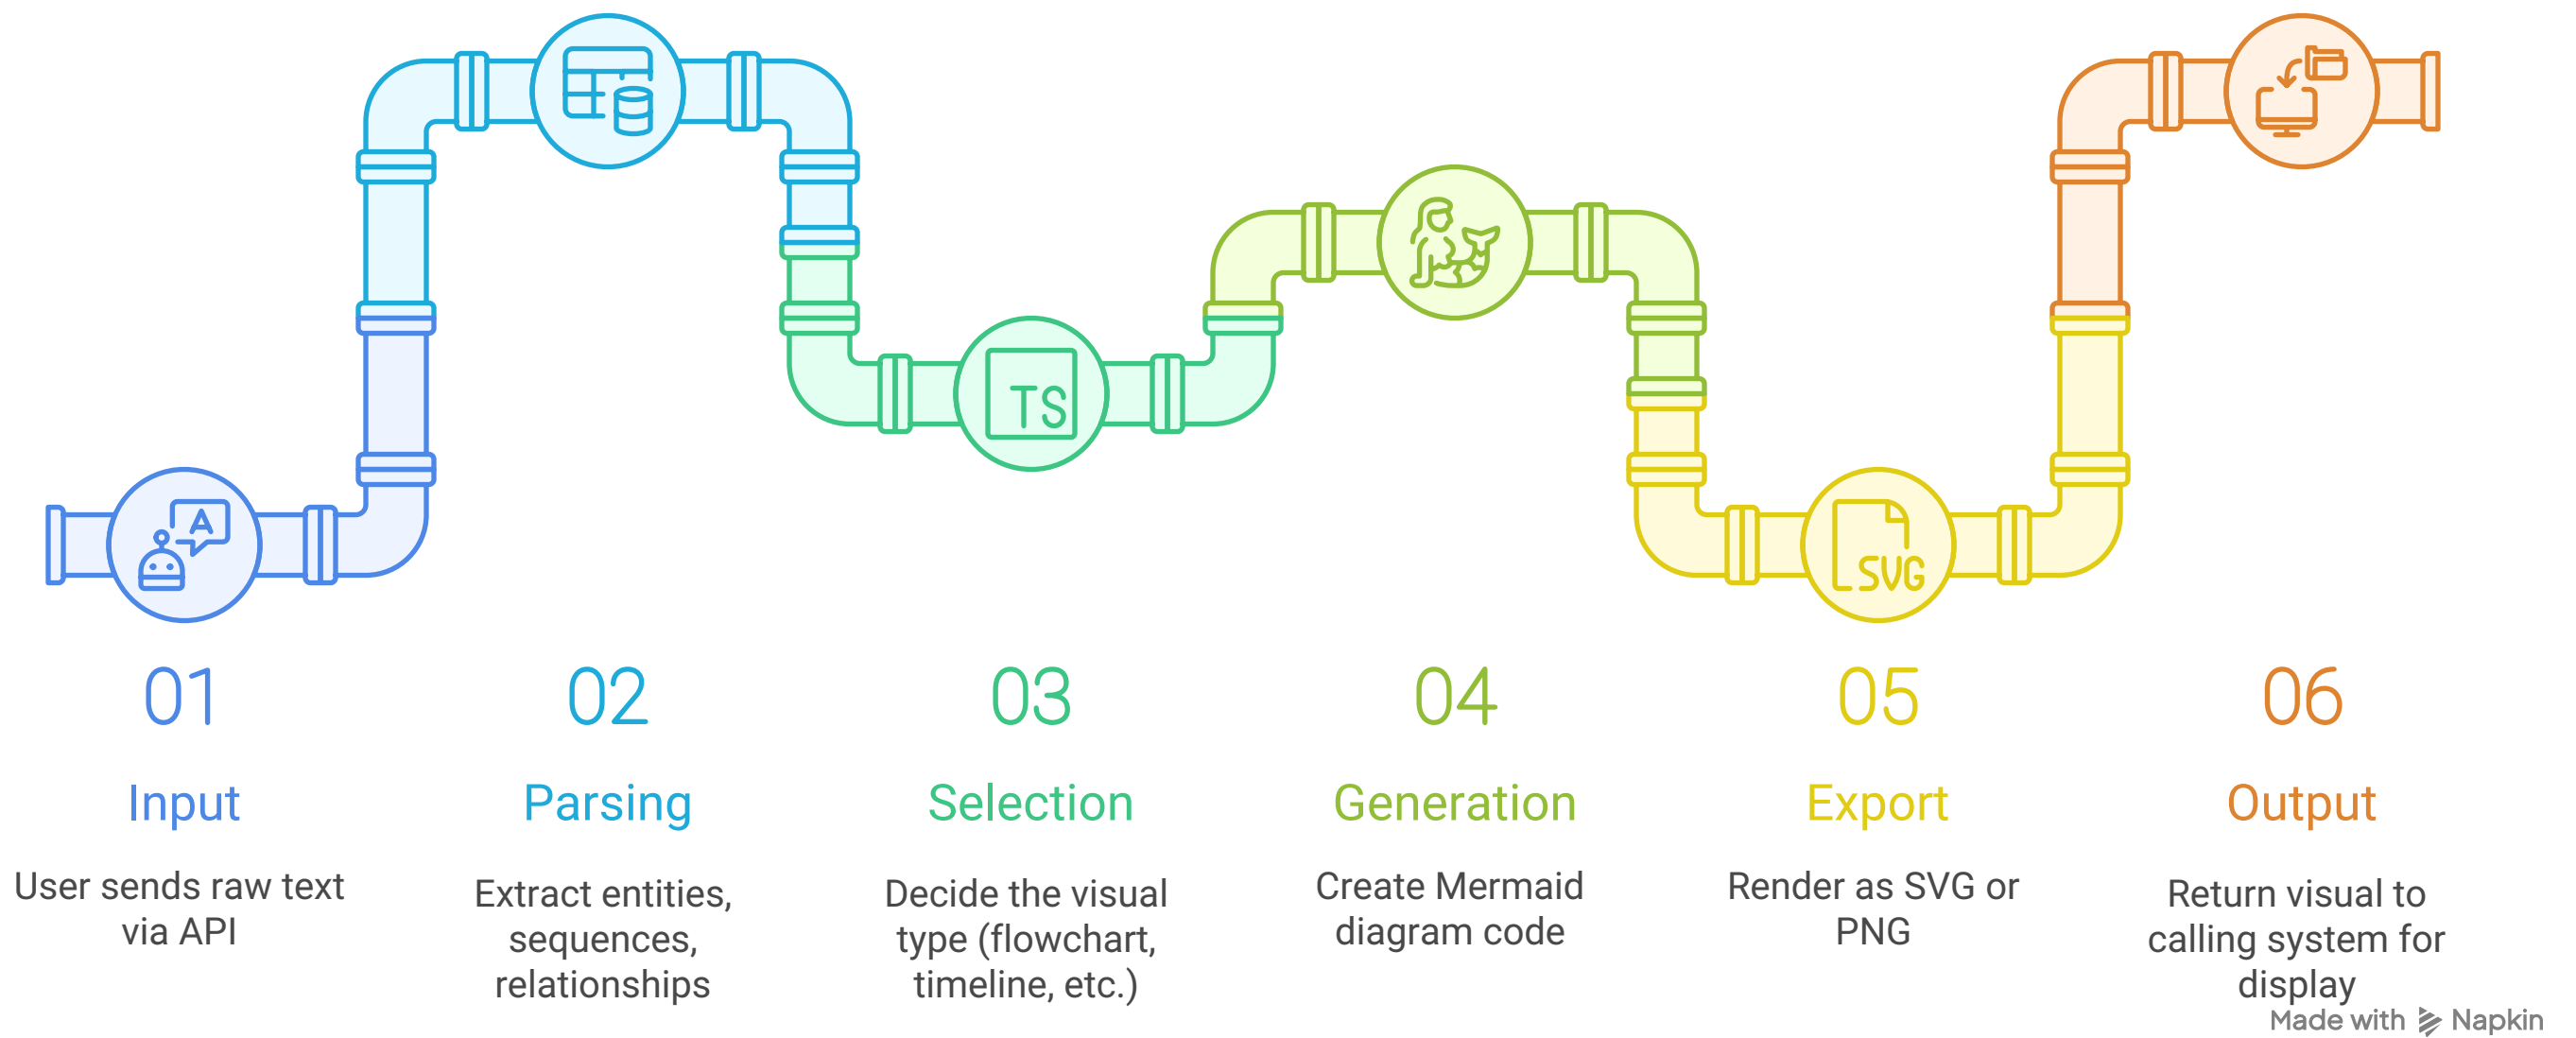 A
TS
SVG
01
02
03
04
05
06
Input
Parsing
Selection
Generation
Export
Output
User sends raw text
via API
Extract entities,
sequences,
relationships
Decide the visual
type (flowchart,
timeline, etc.)
Create Mermaid
diagram code
Render as SVG or
PNG
Return visual to
calling system for
display
Made with Napkin